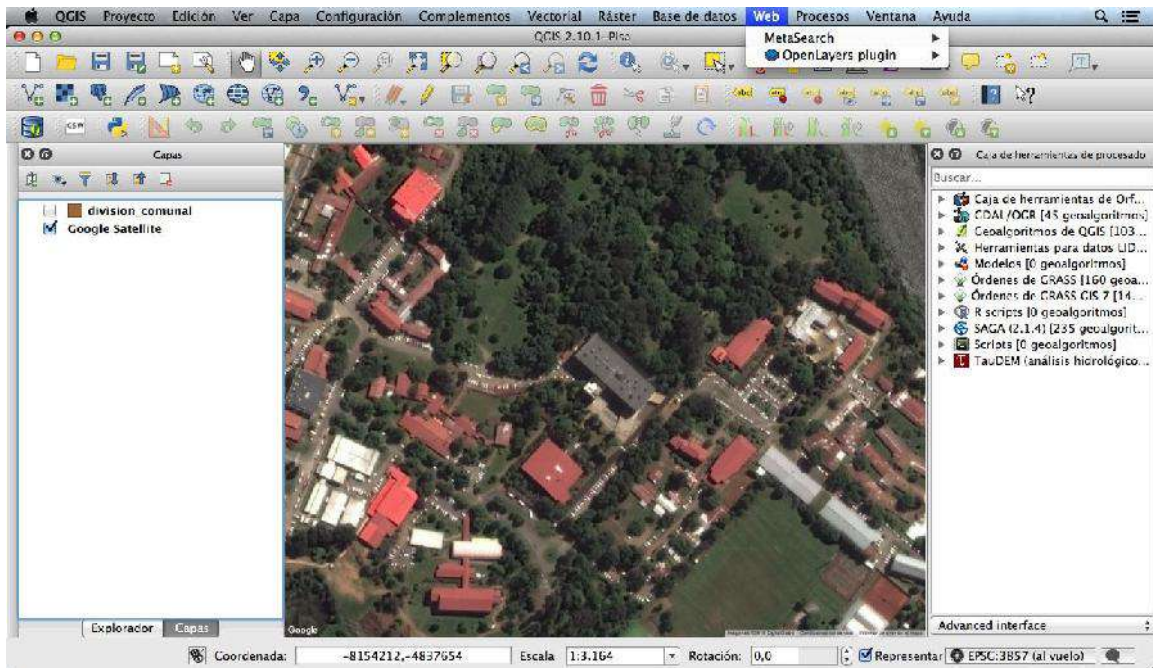 QGIS Proyecto Edición Ver Capa Configuración Complementos Vectorial Ráster Base de datos Web Procesos Ventana Ayuda
QGIS 2.10.1-Pisa
MetaSearch
OpenLayers plugin
Capas
division_comunal
Google Satellite
Explorador Capas
Google
Caja de herramientas de procesado
Buscar...
Caja de herramientas de Orf...
GDAL/OGR [45 geoalgoritmos]
Geoalgoritmos de QGIS [103...
Herramientas para datos LID...
Modelos [0 geoalgoritmos]
Órdenes de GRASS [160 geoa...
Órdenes de GRASS GIS 7 [14...
R scripts [0 geoalgoritmos]
SAGA (2.1.4) [235 geoalgorit...
Scripts [0 geoalgoritmos]
TauDEM (análisis hidrológico...
Advanced interface
Coordenada: -8154212,-4837654 Escala 1:3.164 Rotación: 0,0 Representar EPSG:3857 (al vuelo)